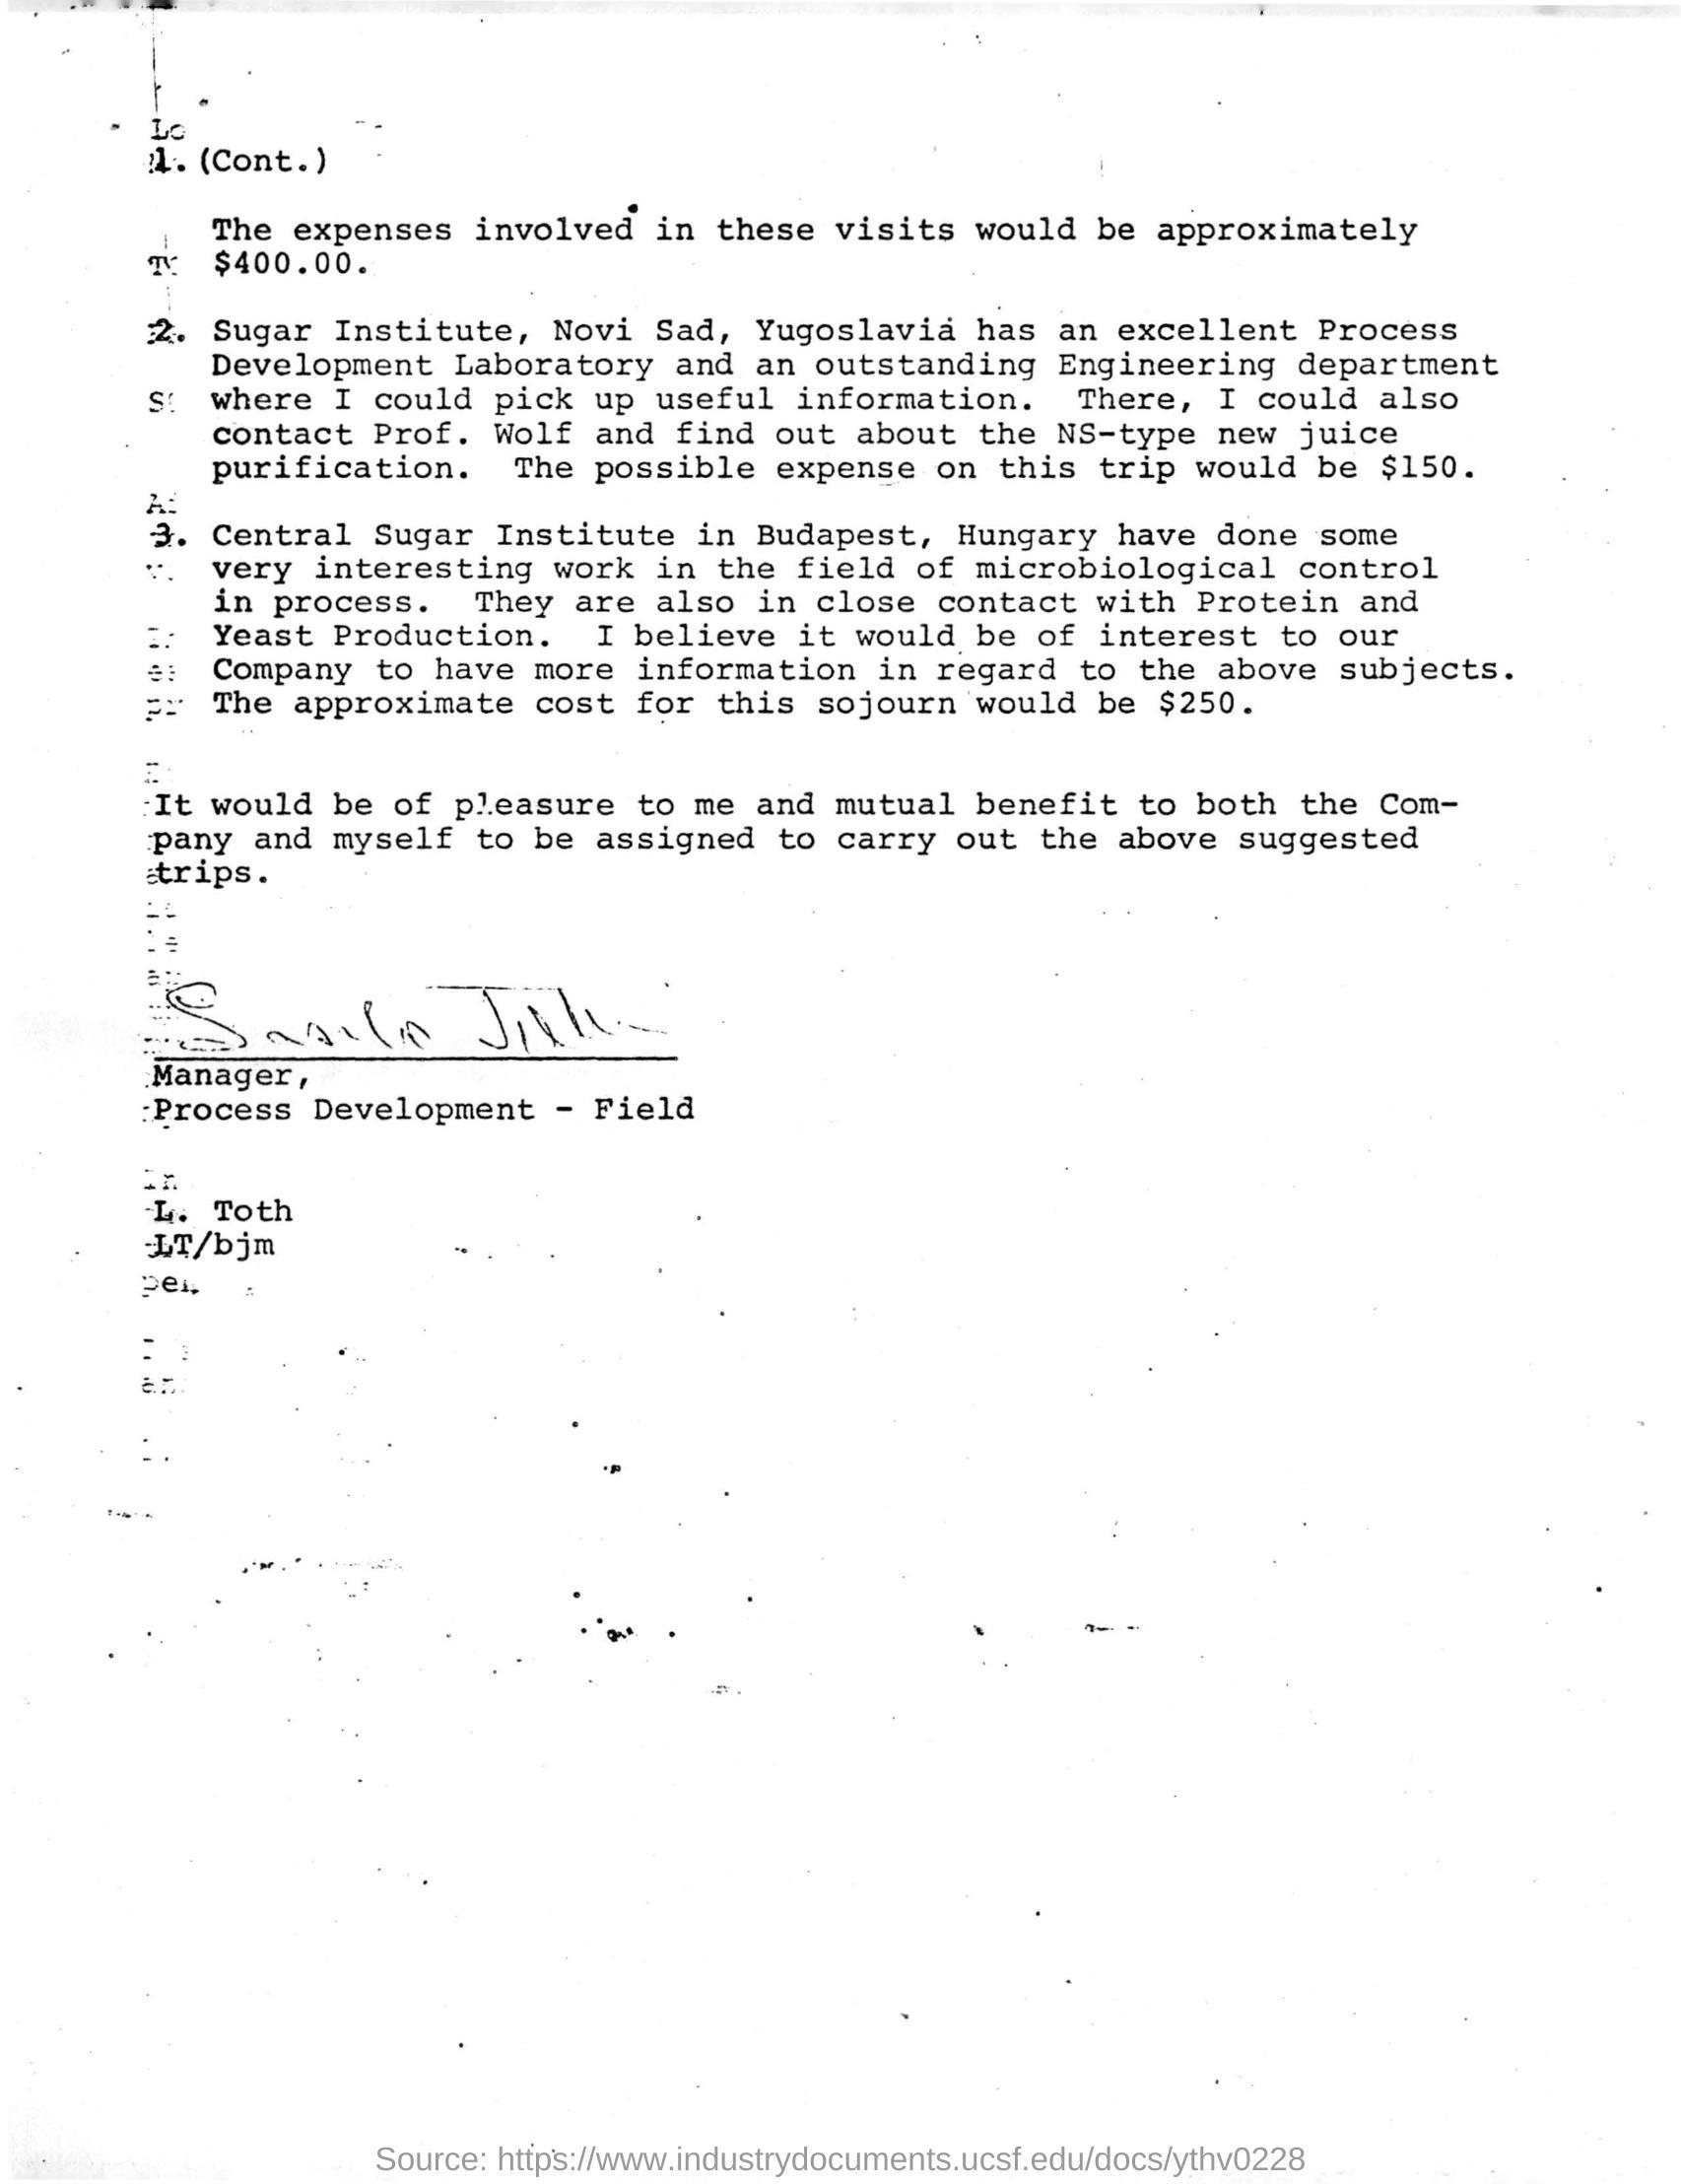 1. (Cont.)
The expenses involved in these visits would be approximately
$400.00.
2. Sugar Institute, Novi Sad, Yugoslavia has an excellent Process
Development Laboratory and an outstanding Engineering department
where I could pick up useful information. There, I could also
contact Prof. Wolf and find out about the NS-type new juice
purification. The possible expense on this trip would be $150.
3. Central Sugar Institute in Budapest, Hungary have done some
very interesting work in the field of microbiological control
in process. They are also in close contact with Protein and
Yeast Production. I believe it would be of interest to our
Company to have more information in regard to the above subjects.
The approximate cost for this sojourn would be $250.
It would be of pleasure to me and mutual benefit to both the Com-
pany and myself to be assigned to carry out the above suggested
trips.
Manager,
Process Development - Field
L. Toth
LT/bjm
Source: https://www.industrydocuments.ucsf.edu/docs/ythv0228